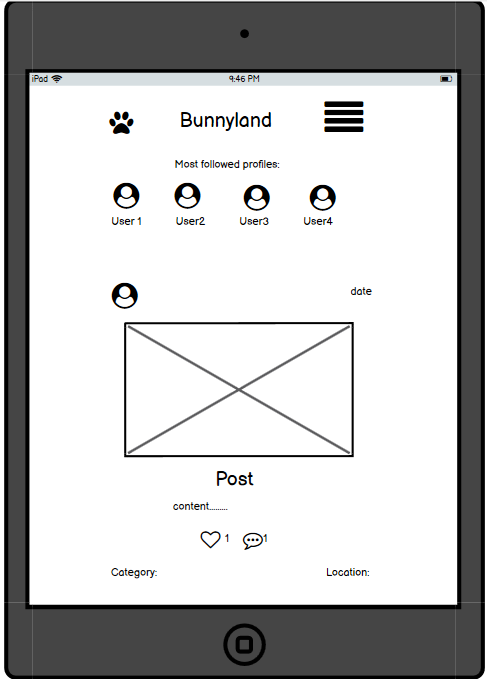 iPad 9:46 PM
Bunnyland
Most followed profiles:
User 1 User2 User3 User4
date
Post
content.........
1 1
Category: Location: